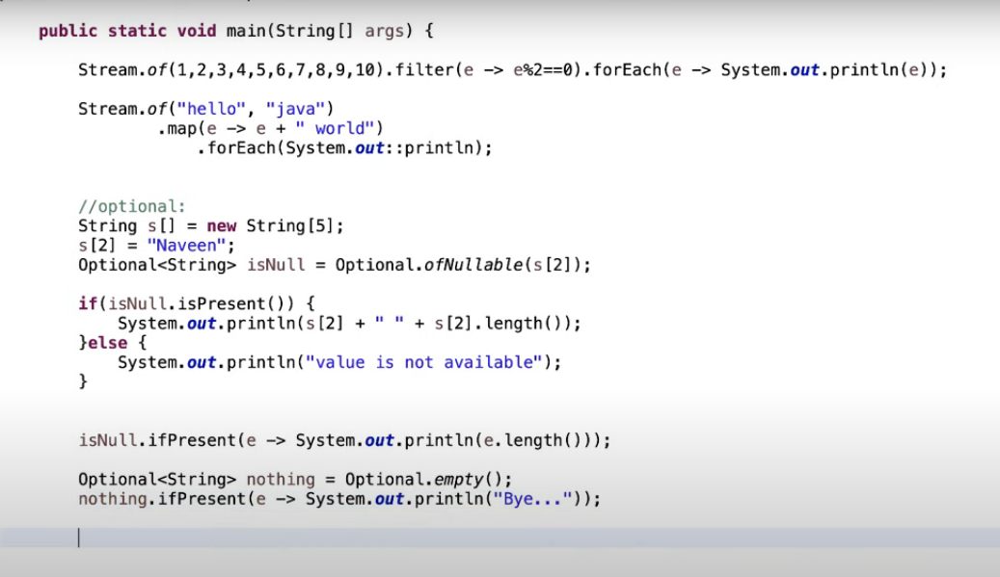 public static void main(String[] args) {
Stream.of(1,2,3,4,5,6,7,8,9,10).filter(e -> e%2==0).forEach(e -> System.out.println(e));
Stream.of("hello", "java")
.map(e -> e + " world")
.forEach(System.out::println);
//optional:
String s[] = new String[5];
s[2] = "Naveen";
Optional<String> isNull = Optional.ofNullable(s[2]);
if(isNull.isPresent()) {
System.out.println(s[2] + " " + s[2].length());
}else {
System.out.println("value is not available");
}
isNull.ifPresent(e -> System.out.println(e.length()));
Optional<String> nothing = Optional.empty();
nothing.ifPresent(e -> System.out.println("Bye..."));